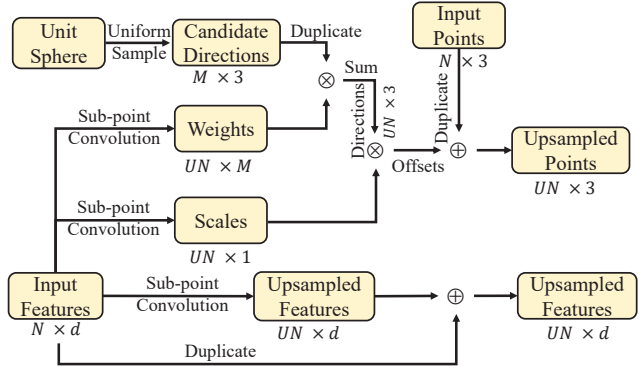 Unit
Sphere
Uniform
Sample
Candidate
Directions
M × 3
Duplicate
⊗
Sum
Directions
UN × 3
Input
Points
N × 3
Duplicate
Sub-point
Convolution
Weights
UN × M
⊗
Offsets
⊕
Upsampled
Points
UN × 3
Sub-point
Convolution
Scales
UN × 1
Input
Features
N × d
Sub-point
Convolution
Upsampled
Features
UN × d
⊕
Upsampled
Features
UN × d
Duplicate